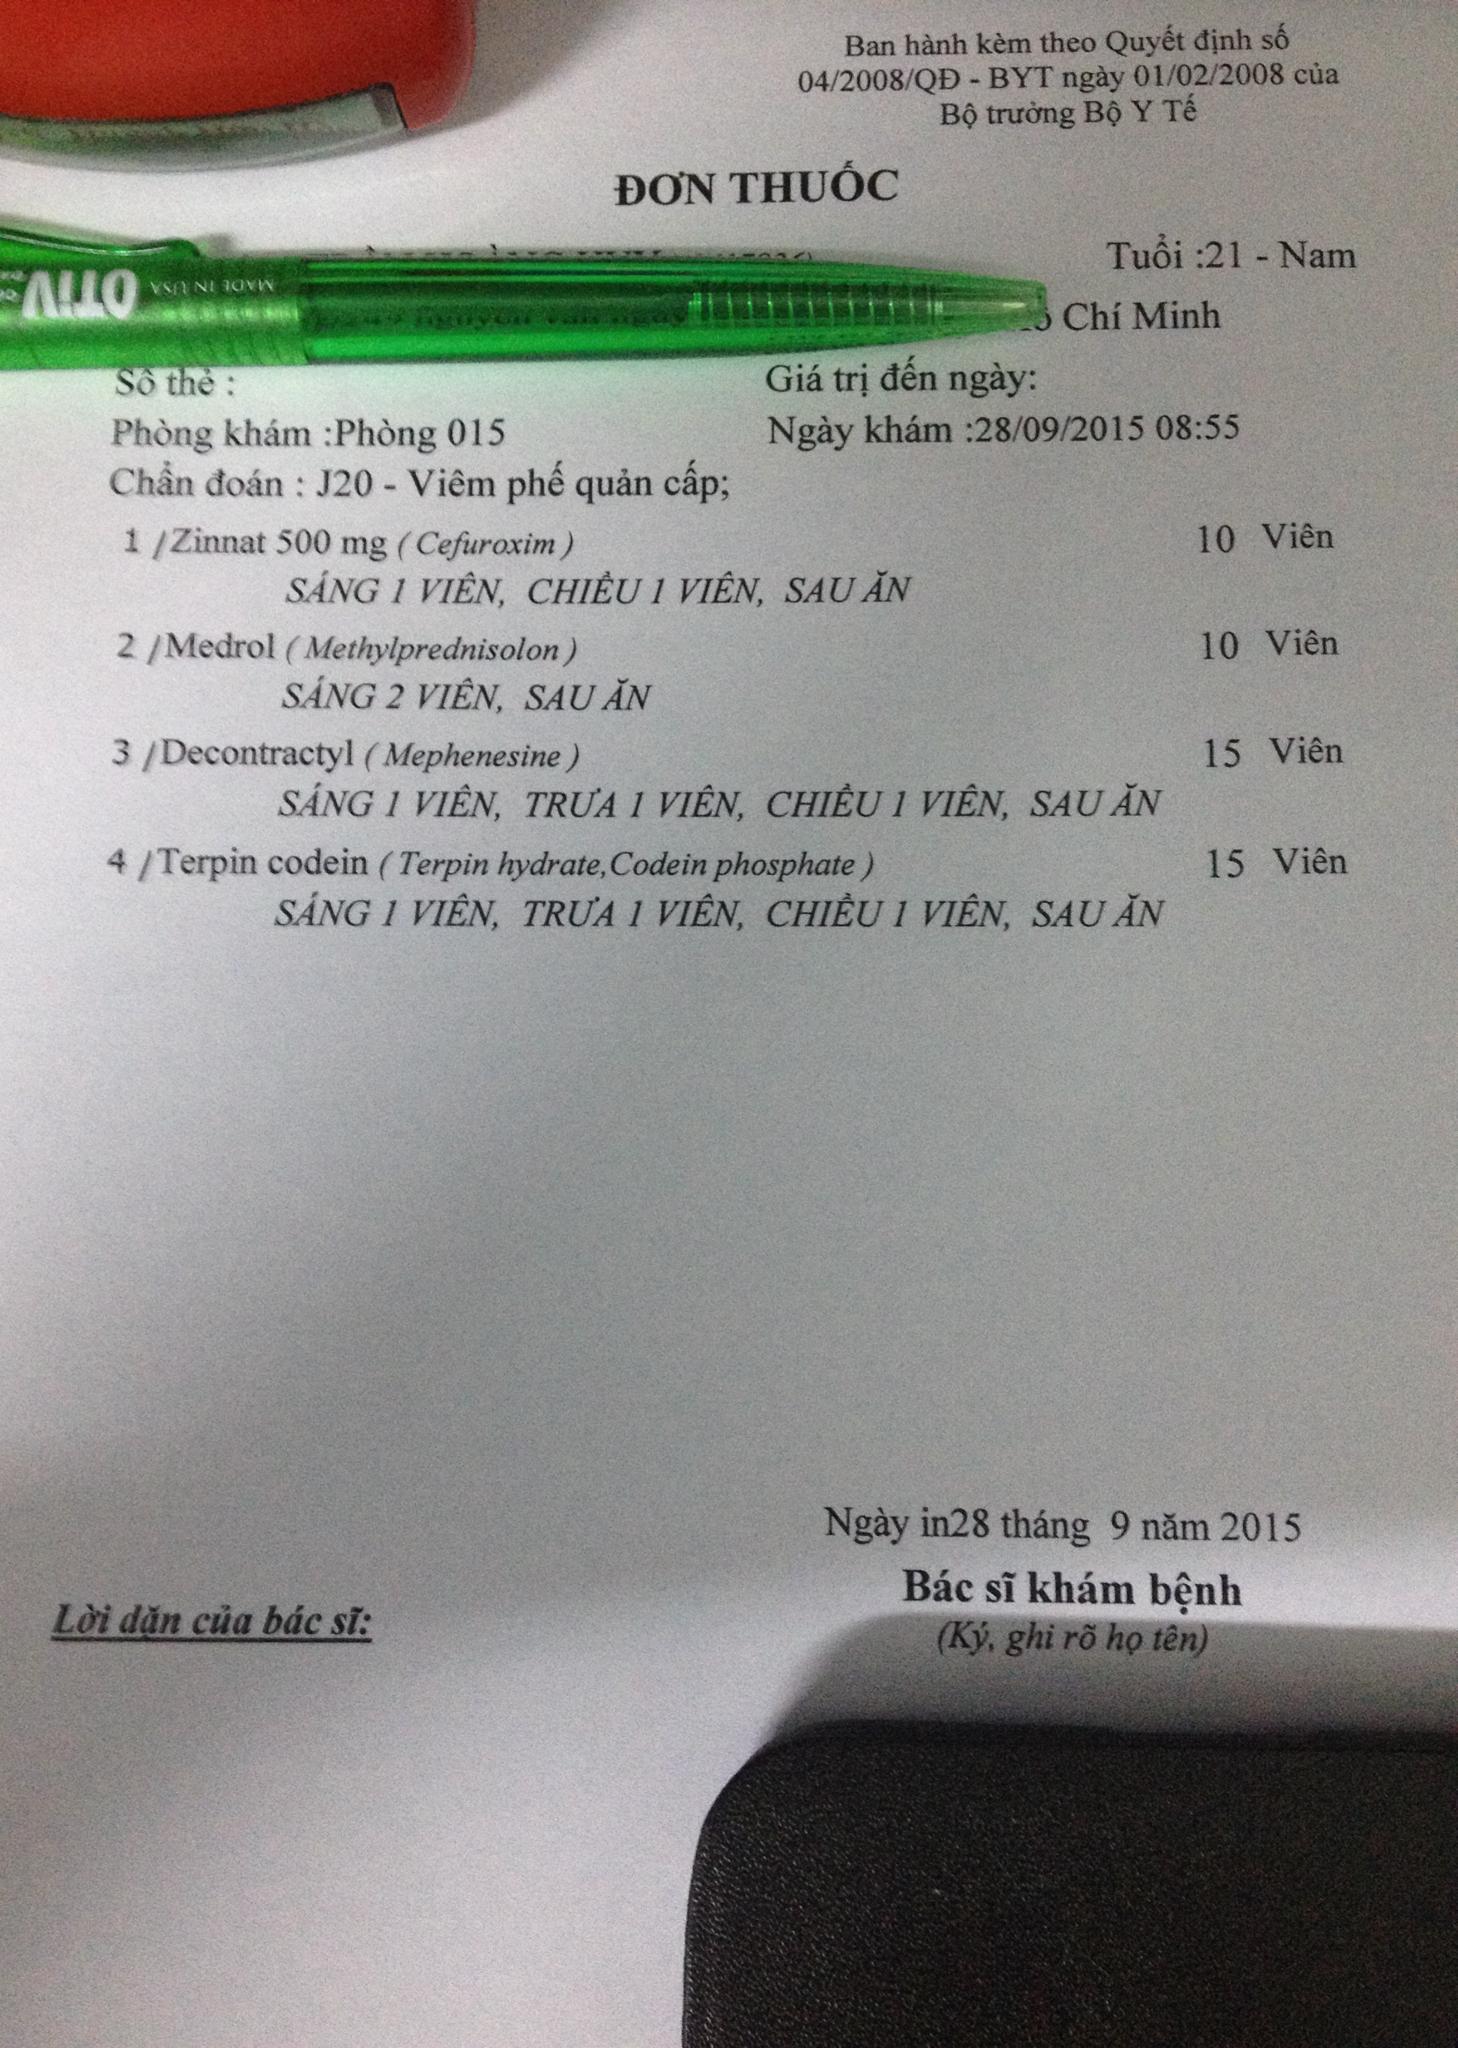 Ban hành kèm theo Quyết định số
04/2008/QĐ - BYT ngày 01/02/2008 của
Bộ trưởng Bộ Y Tế
ĐƠN THUỐC
Tuổi :21 - Nam
Chí Minh
OTIV
MADE IN USA
Số thẻ :
Giá trị đến ngày:
Phòng khám :Phòng 015
Ngày khám :28/09/2015 08:55
Chẩn đoán : J20 - Viêm phế quản cấp;
1 /Zinnat 500 mg ( Cefuroxim ) 10 Viên
SÁNG 1 VIÊN, CHIỀU 1 VIÊN, SAU ĂN
2 /Medrol ( Methylprednisolon ) 10 Viên
SÁNG 2 VIÊN, SAU ĂN
3 /Decontractyl ( Mephenesine ) 15 Viên
SÁNG 1 VIÊN, TRƯA 1 VIÊN, CHIỀU 1 VIÊN, SAU ĂN
4 /Terpin codein ( Terpin hydrate,Codein phosphate ) 15 Viên
SÁNG 1 VIÊN, TRƯA 1 VIÊN, CHIỀU 1 VIÊN, SAU ĂN
Ngày in28 tháng 9 năm 2015
Bác sĩ khám bệnh
(Ký, ghi rõ họ tên)
Lời dặn của bác sĩ: